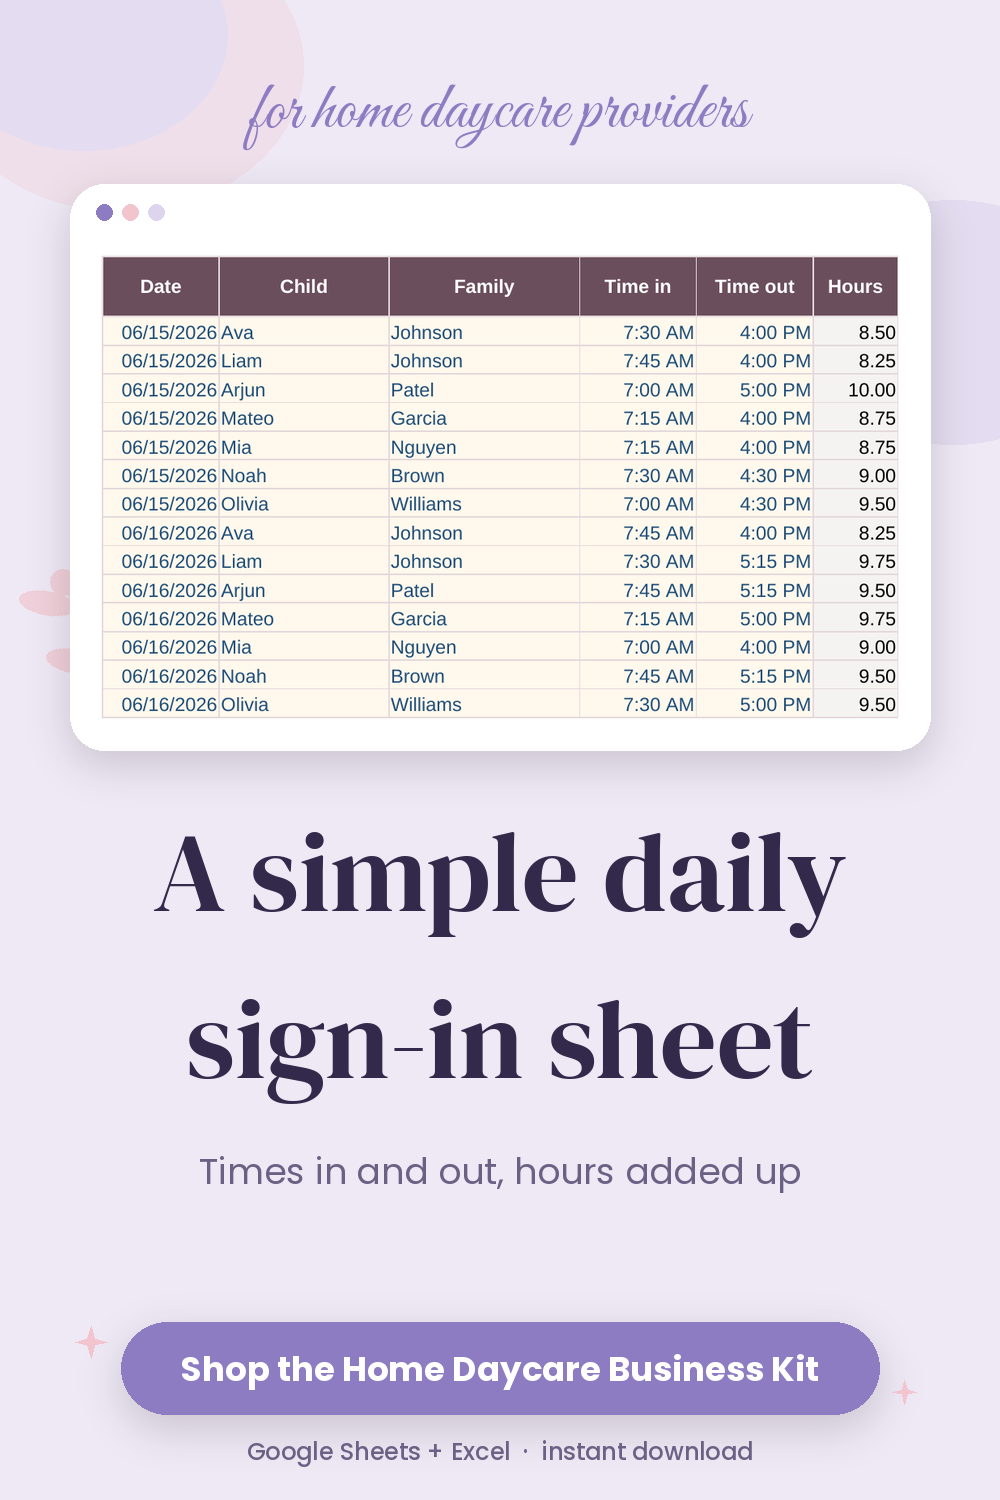 for home daycare providers
Date Child Family Time in Time out Hours
06/15/2026 Ava Johnson 7:30 AM 4:00 PM 8.50
06/15/2026 Liam Johnson 7:45 AM 4:00 PM 8.25
06/15/2026 Arjun Patel 7:00 AM 5:00 PM 10.00
06/15/2026 Mateo Garcia 7:15 AM 4:00 PM 8.75
06/15/2026 Mia Nguyen 7:15 AM 4:00 PM 8.75
06/15/2026 Noah Brown 7:30 AM 4:30 PM 9.00
06/15/2026 Olivia Williams 7:00 AM 4:30 PM 9.50
06/16/2026 Ava Johnson 7:45 AM 4:00 PM 8.25
06/16/2026 Liam Johnson 7:30 AM 5:15 PM 9.75
06/16/2026 Arjun Patel 7:45 AM 5:15 PM 9.50
06/16/2026 Mateo Garcia 7:15 AM 5:00 PM 9.75
06/16/2026 Mia Nguyen 7:00 AM 4:00 PM 9.00
06/16/2026 Noah Brown 7:45 AM 5:15 PM 9.50
06/16/2026 Olivia Williams 7:30 AM 5:00 PM 9.50
A simple daily
sign-in sheet
Times in and out, hours added up
Shop the Home Daycare Business Kit
Google Sheets + Excel · instant download